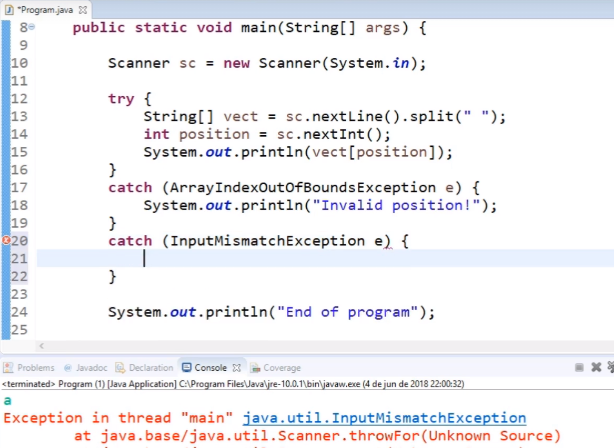 *Program.java
8 public static void main(String[] args) {
9
10 Scanner sc = new Scanner(System.in);
11
12 try {
13 String[] vect = sc.nextLine().split(" ");
14 int position = sc.nextInt();
15 System.out.println(vect[position]);
16 }
17 catch (ArrayIndexOutOfBoundsException e) {
18 System.out.println("Invalid position!");
19 }
20 catch (InputMismatchException e) {
21
22 }
23
24 System.out.println("End of program");
25
Problems Javadoc Declaration Console Coverage
<terminated> Program (1) [Java Application] C:\Program Files\Java\jre-10.0.1\bin\javaw.exe (4 de jun de 2018 22:00:32)
a
Exception in thread "main" java.util.InputMismatchException
at java.base/java.util.Scanner.throwFor(Unknown Source)